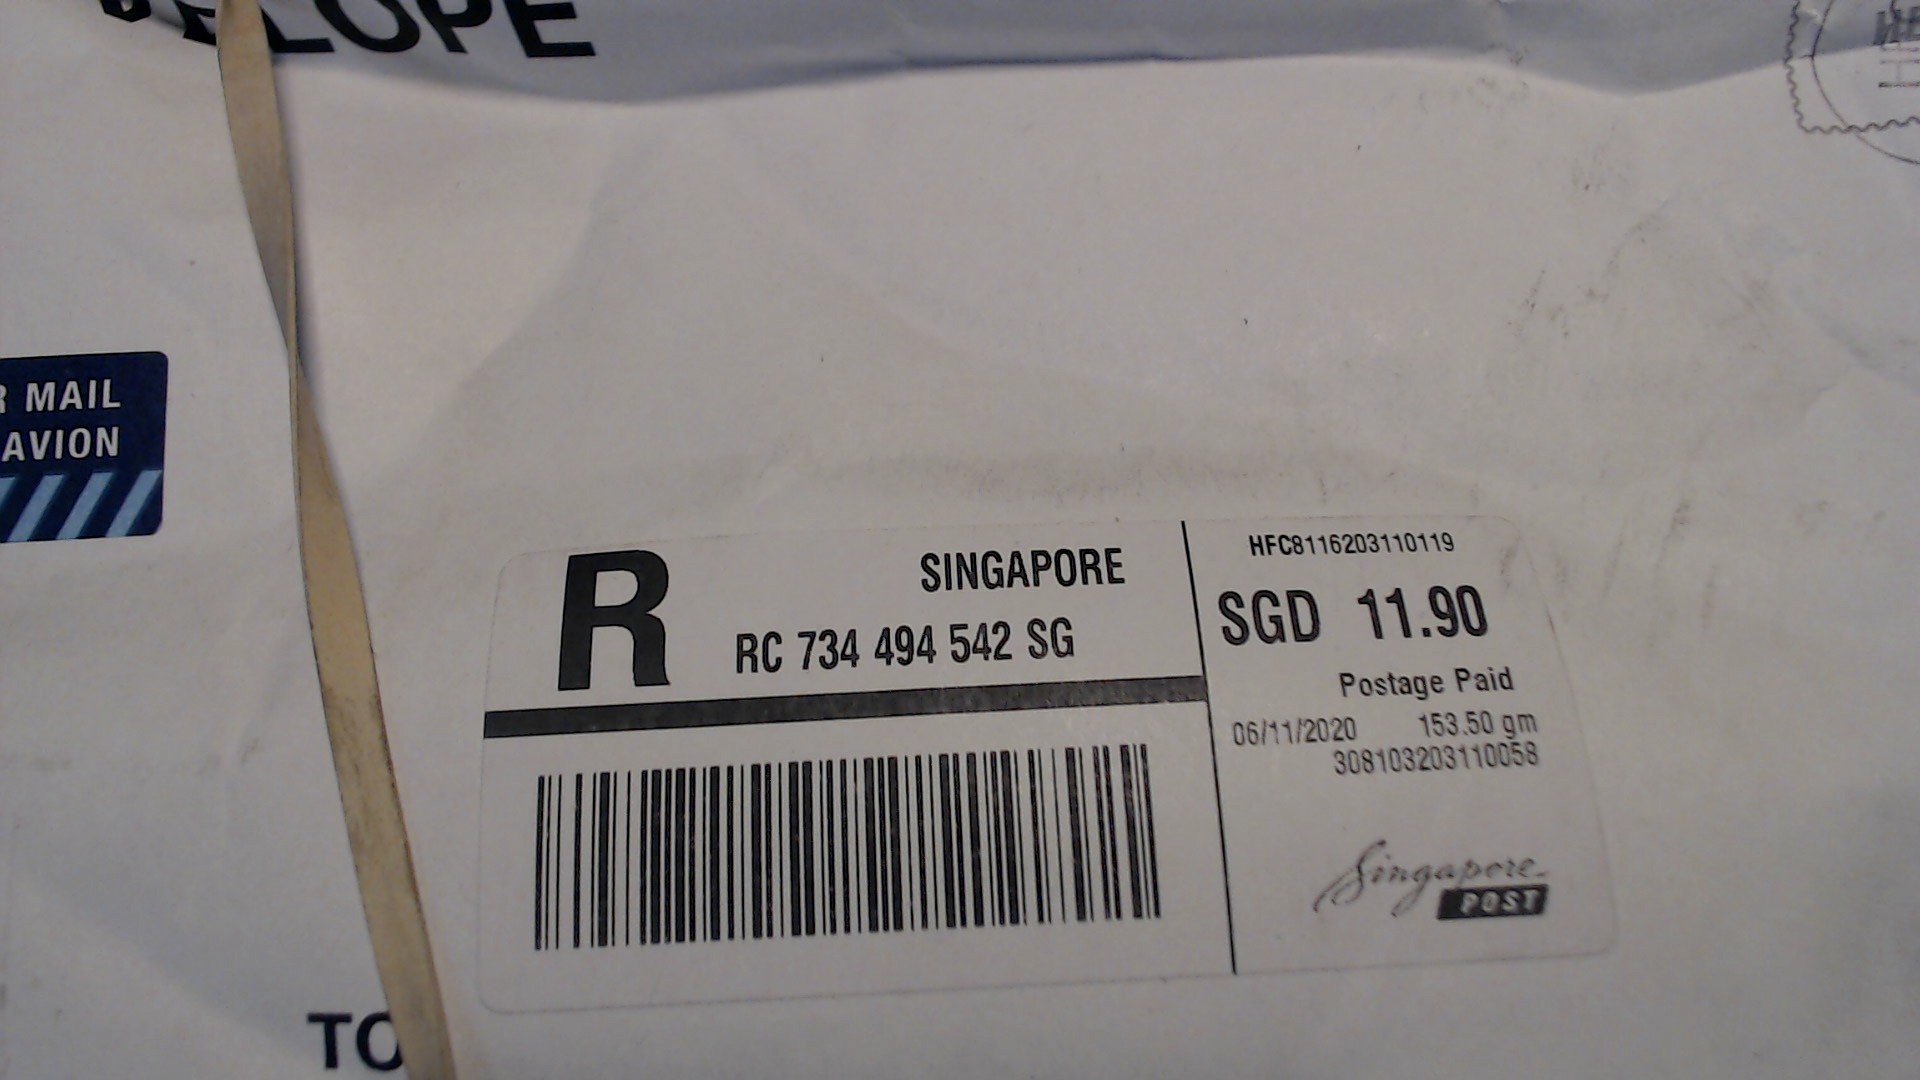 MAIL
AVION
R
SINGAPORE
RC 734 494 542 SG
HFC8116203110119
SGD 11.90
Postage Paid
06/11/2020 153.50 gm
308103203110058
Singapore
POST
TO